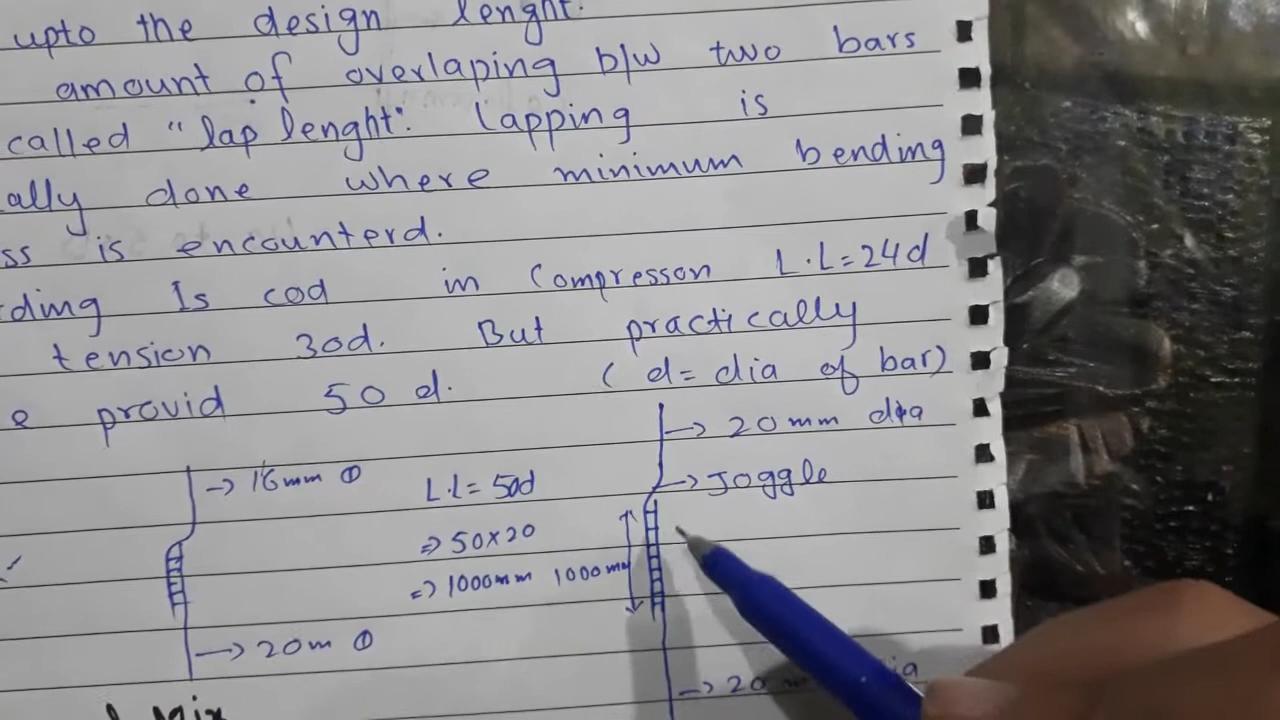 upto the design lenght.
amount of overlaping b/w two bars
called "lap lenght". Lapping is
ally done where minimum bending
ss is encounterd.
ding Is cod in Compresson L.L=24d
tension 30d. But practically
e provid 50 d. ( d= dia of bar)
→ 20mm dia
→ 16mm Φ L.L= 50d → Joggle
⇒ 50×20
⇒ 1000mm 1000mm
→ 20m Φ
→ 20
Mix